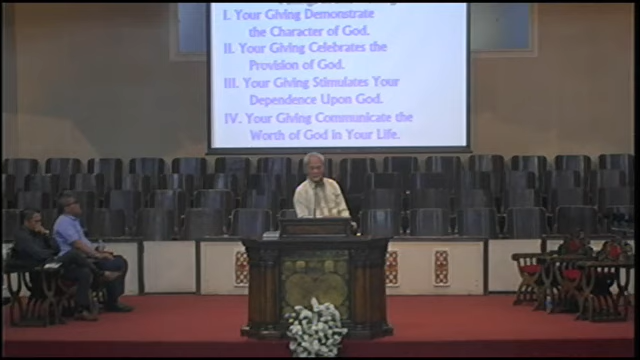 I. Your Giving Demonstrate
the Character of God.
II. Your Giving Celebrates the
Provision of God.
III. Your Giving Stimulates Your
Dependence Upon God.
IV. Your Giving Communicate the
Worth of God in Your Life.